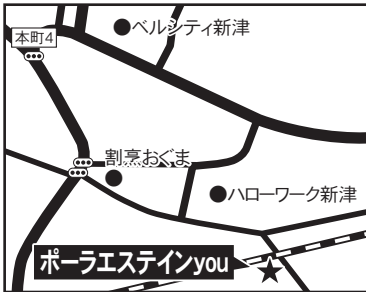 ベルシティ新津
本町4
割烹おぐま
ハローワーク新津
ポーラエステインyou